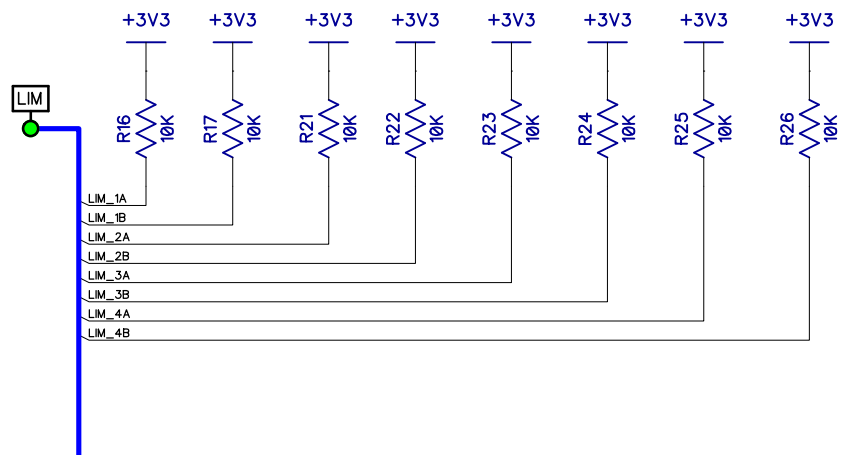 +3V3 +3V3 +3V3 +3V3 +3V3 +3V3 +3V3 +3V3
LIM
R16 10K R17 10K R21 10K R22 10K R23 10K R24 10K R25 10K R26 10K
LIM_1A
LIM_1B
LIM_2A
LIM_2B
LIM_3A
LIM_3B
LIM_4A
LIM_4B